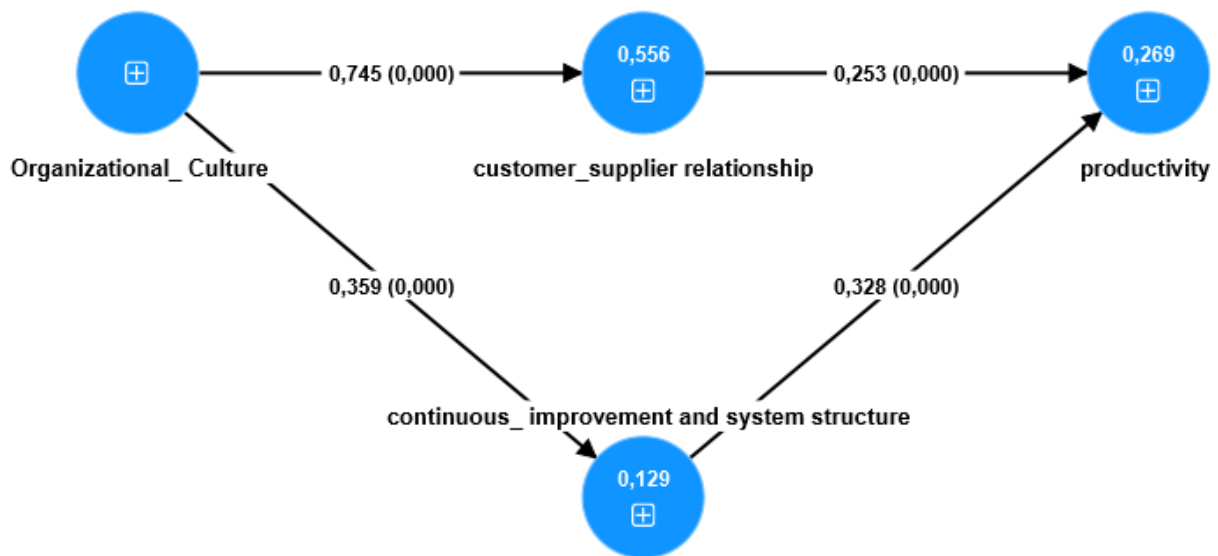 0,556
0,269
0,745 (0,000)
0,253 (0,000)
Organizational_ Culture
customer_supplier relationship
productivity
0,359 (0,000)
0,328 (0,000)
continuous_ improvement and system structure
0,129